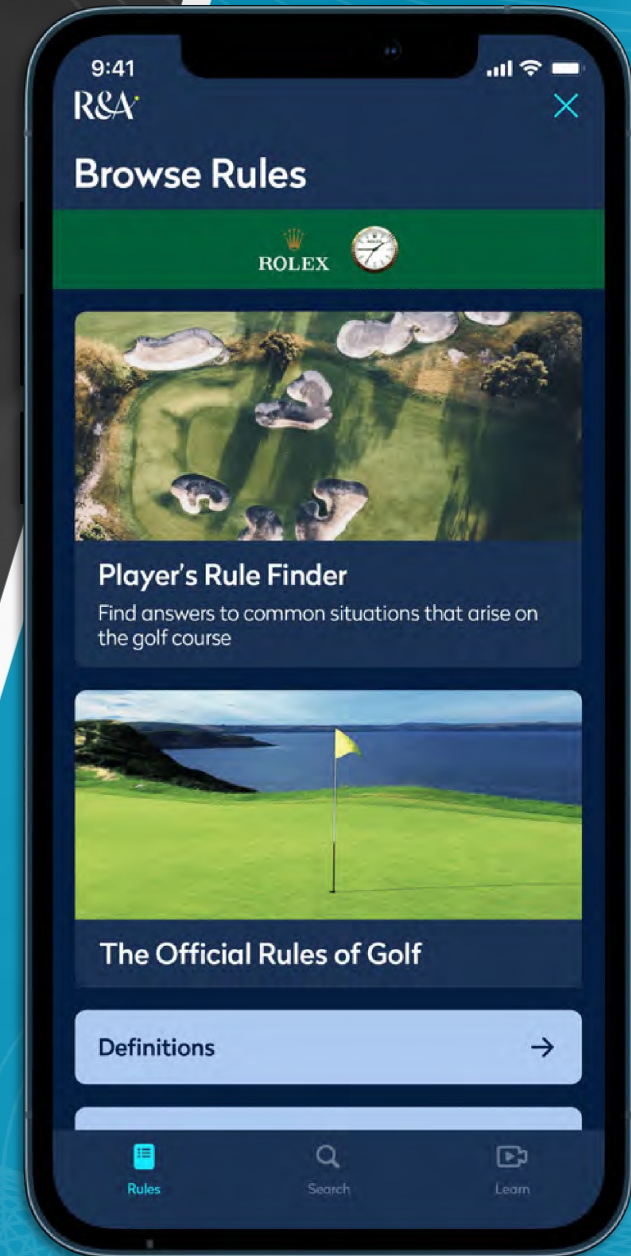 9:41
R&A
Browse Rules
ROLEX
Player's Rule Finder
Find answers to common situations that arise on
the golf course
The Official Rules of Golf
Definitions
Rules
Search
Learn